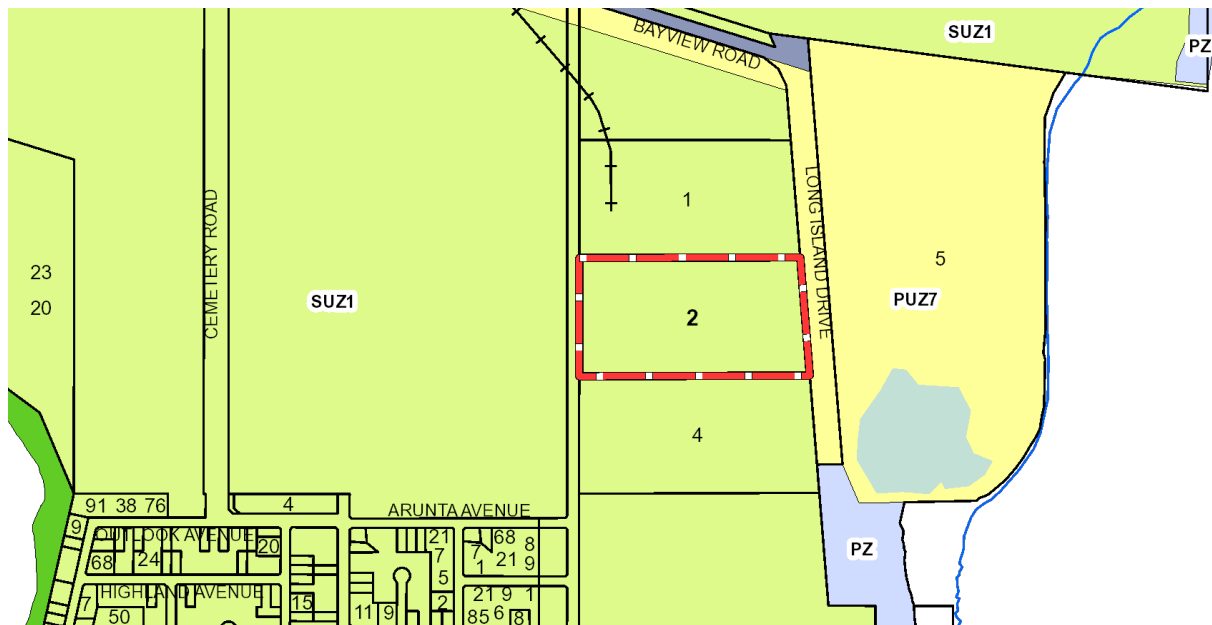 SUZ1
PZ
BAYVIEW ROAD
1
CEMETERY ROAD
LONG ISLAND DRIVE
23
5
20
SUZ1
PUZ7
2
4
91 38 76
4
ARUNTA AVENUE
9
OUTLOOK AVENUE
20
21
68
8
68
24
7
7
21
9
1
5
HIGHLAND AVENUE
21 9 1
7
15
2
50
11
9
85
6
8
PZ